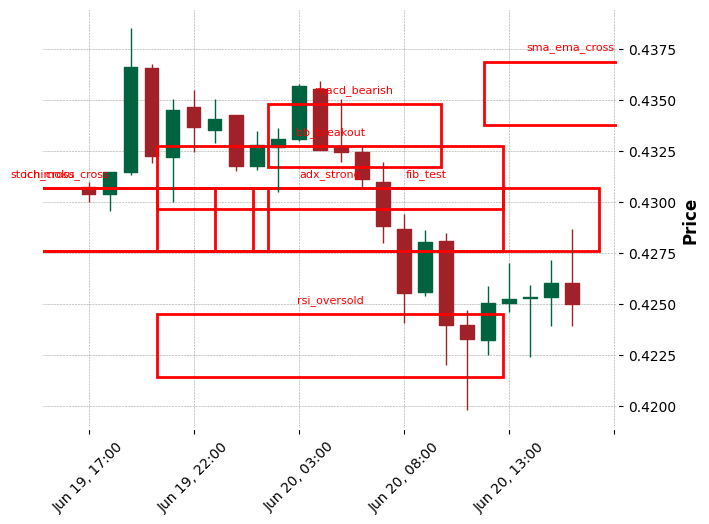 sma_ema_cross
macd_bearish
bb_breakout
stoch_cross
ichimoku_cross
adx_strong
fib_test
rsi_oversold
0.4375
0.4350
0.4325
0.4300
0.4275
0.4250
0.4225
0.4200
Price
Jun 19, 17:00
Jun 19, 22:00
Jun 20, 03:00
Jun 20, 08:00
Jun 20, 13:00